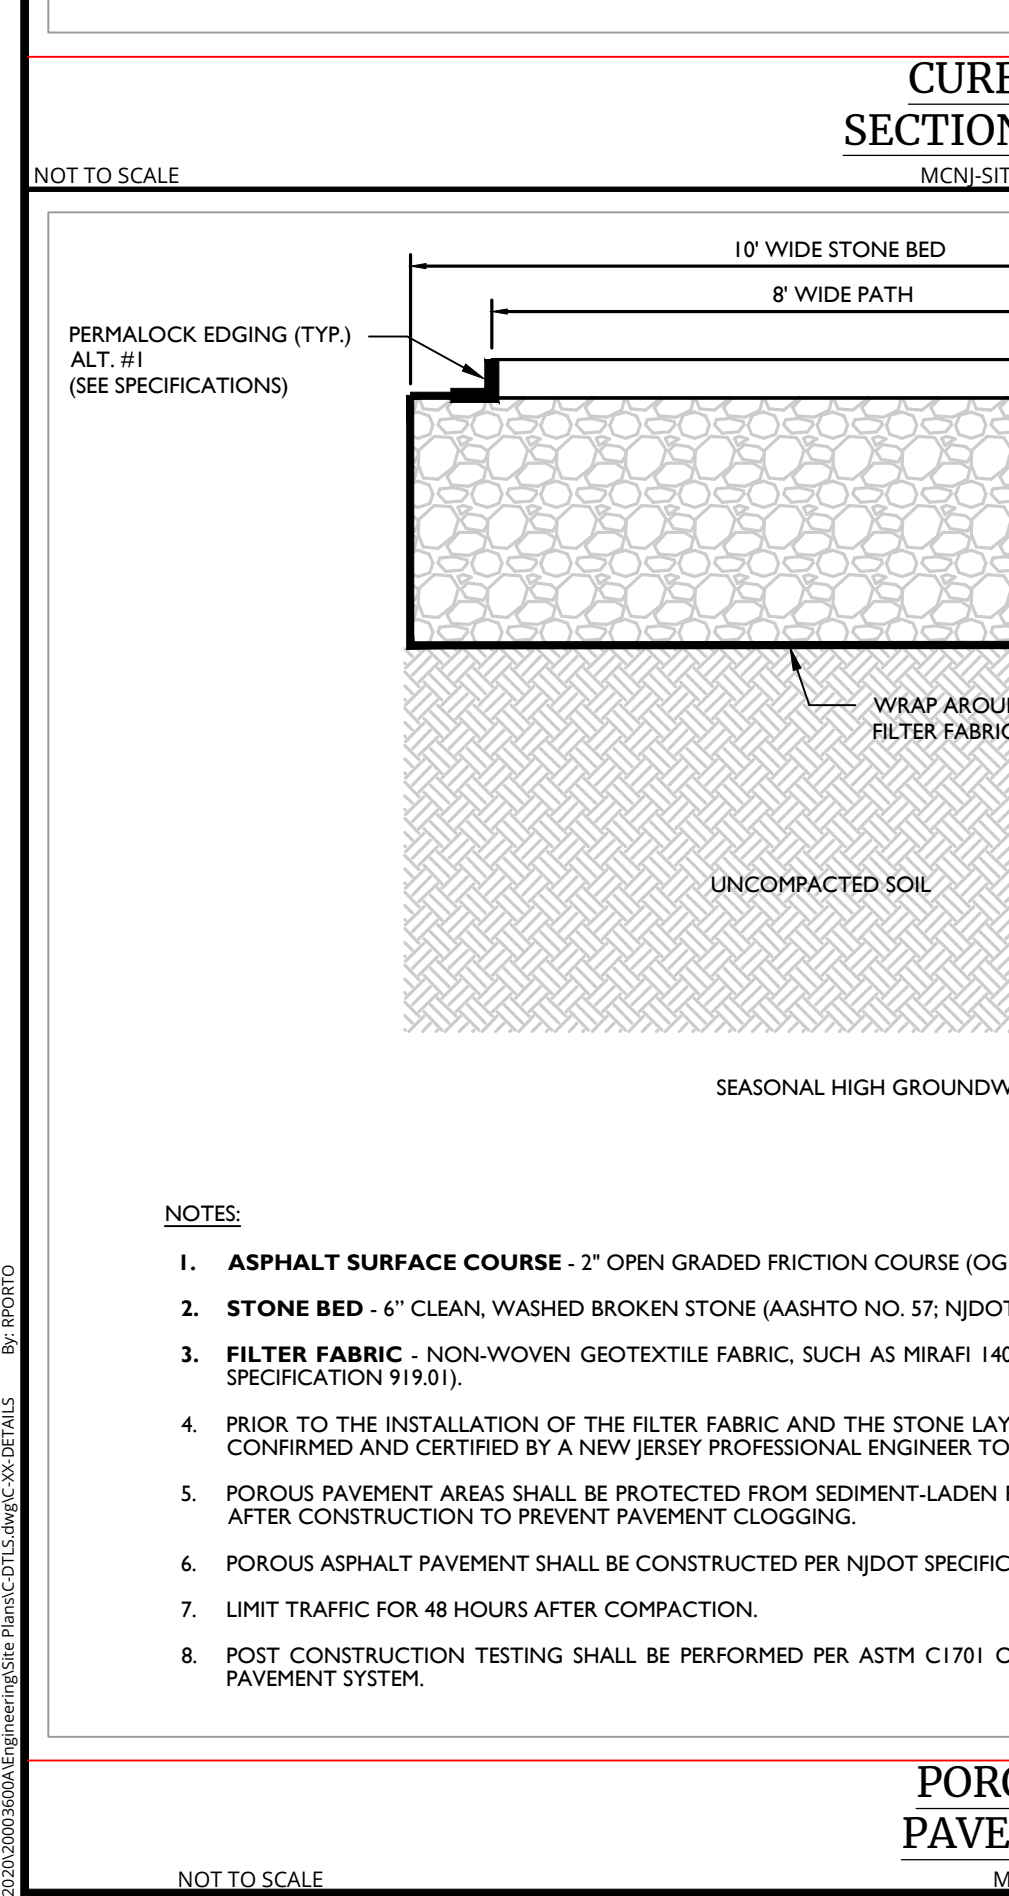 CURB
SECTION
NOT TO SCALE
MCNJ-SIT
10' WIDE STONE BED
8' WIDE PATH
PERMALOCK EDGING (TYP.)
ALT. #1
(SEE SPECIFICATIONS)
WRAP AROU
FILTER FABRIC
UNCOMPACTED SOIL
SEASONAL HIGH GROUNDW
NOTES:
1. ASPHALT SURFACE COURSE - 2" OPEN GRADED FRICTION COURSE (OG
2. STONE BED - 6” CLEAN, WASHED BROKEN STONE (AASHTO NO. 57; NJDOT
3. FILTER FABRIC - NON-WOVEN GEOTEXTILE FABRIC, SUCH AS MIRAFI 140
SPECIFICATION 919.01).
4. PRIOR TO THE INSTALLATION OF THE FILTER FABRIC AND THE STONE LAY
CONFIRMED AND CERTIFIED BY A NEW JERSEY PROFESSIONAL ENGINEER TO
5. POROUS PAVEMENT AREAS SHALL BE PROTECTED FROM SEDIMENT-LADEN
AFTER CONSTRUCTION TO PREVENT PAVEMENT CLOGGING.
6. POROUS ASPHALT PAVEMENT SHALL BE CONSTRUCTED PER NJDOT SPECIFIC
7. LIMIT TRAFFIC FOR 48 HOURS AFTER COMPACTION.
8. POST CONSTRUCTION TESTING SHALL BE PERFORMED PER ASTM C1701 O
PAVEMENT SYSTEM.
PORO
PAVE
NOT TO SCALE
M
2020\20003600A\Engineering\Site Plans\C-DTLS.dwg\C-XX-DETAILS By: RPORTO